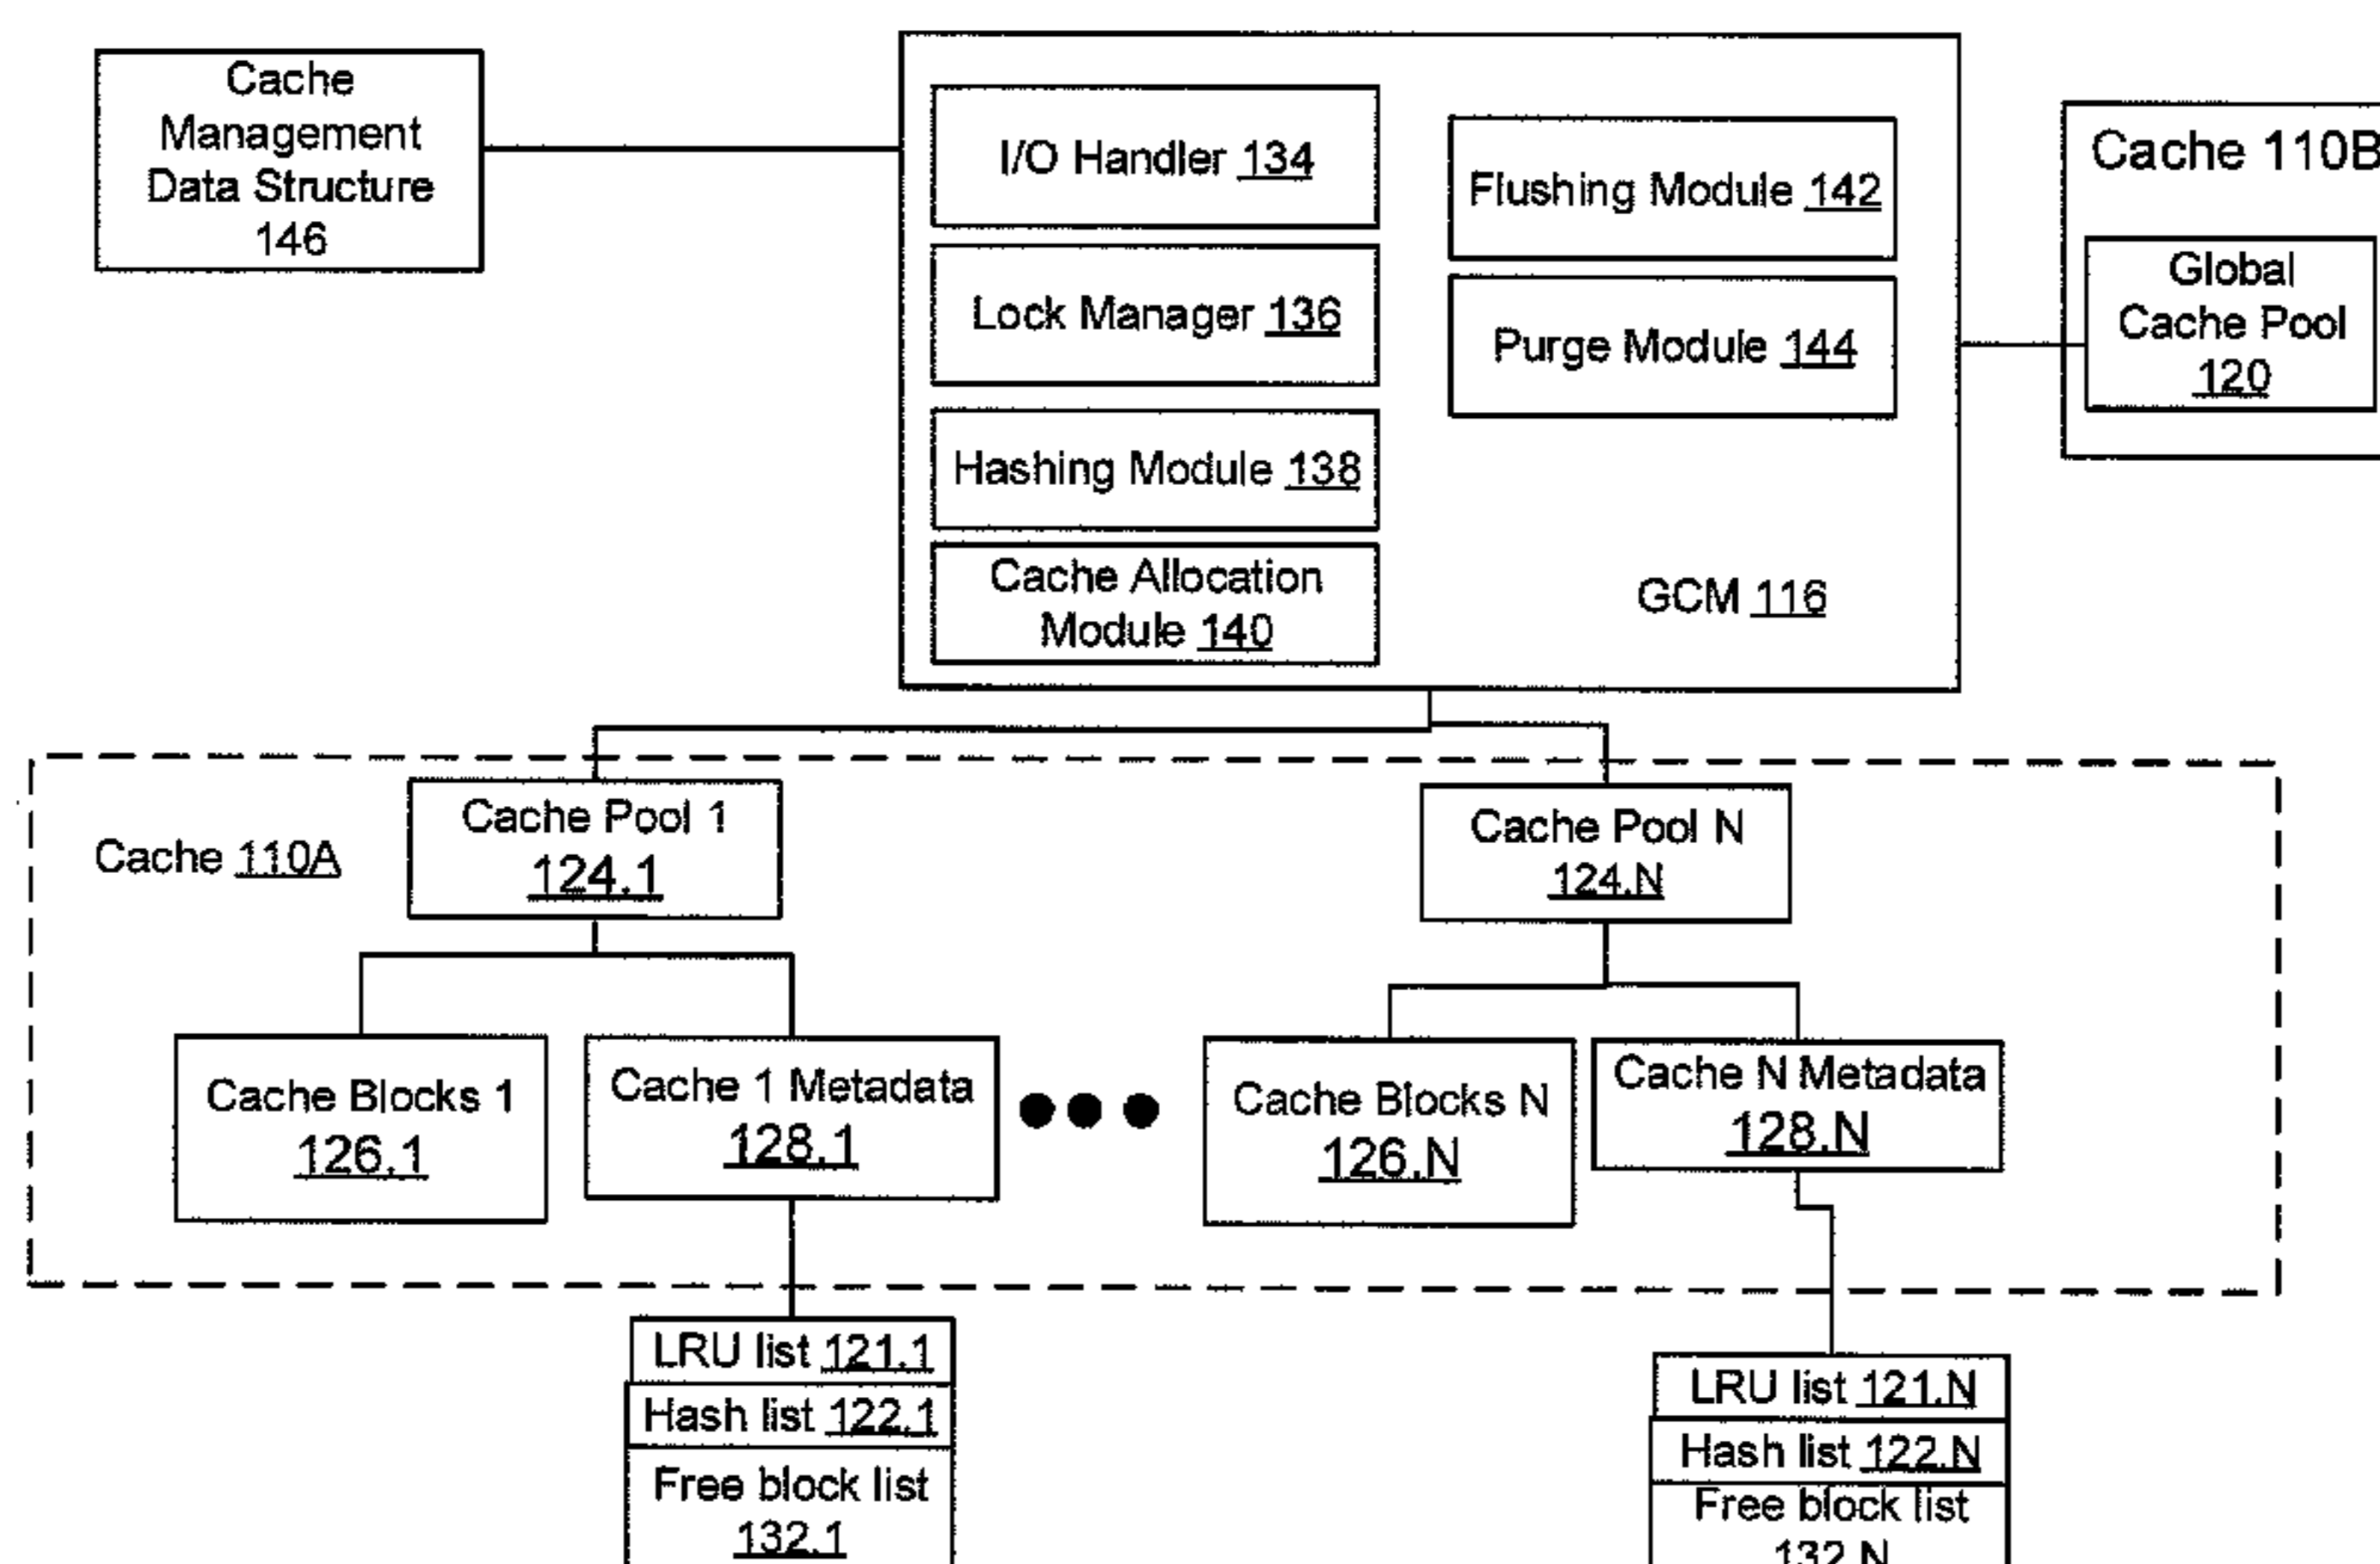 Cache
Management
Data Structure
146
I/O Handler 134
Lock Manager 136
Hashing Module 138
Cache Allocation
Module 140
Flushing Module 142
Purge Module 144
GCM 116
Cache 110B
Global
Cache Pool
120
Cache 110A
Cache Pool 1
124.1
Cache Pool N
124.N
Cache Blocks 1
126.1
Cache 1 Metadata
128.1
Cache Blocks N
126.N
Cache N Metadata
128.N
LRU list 121.1
Hash list 122.1
Free block list
132.1
LRU list 121.N
Hash list 122.N
Free block list
132.N